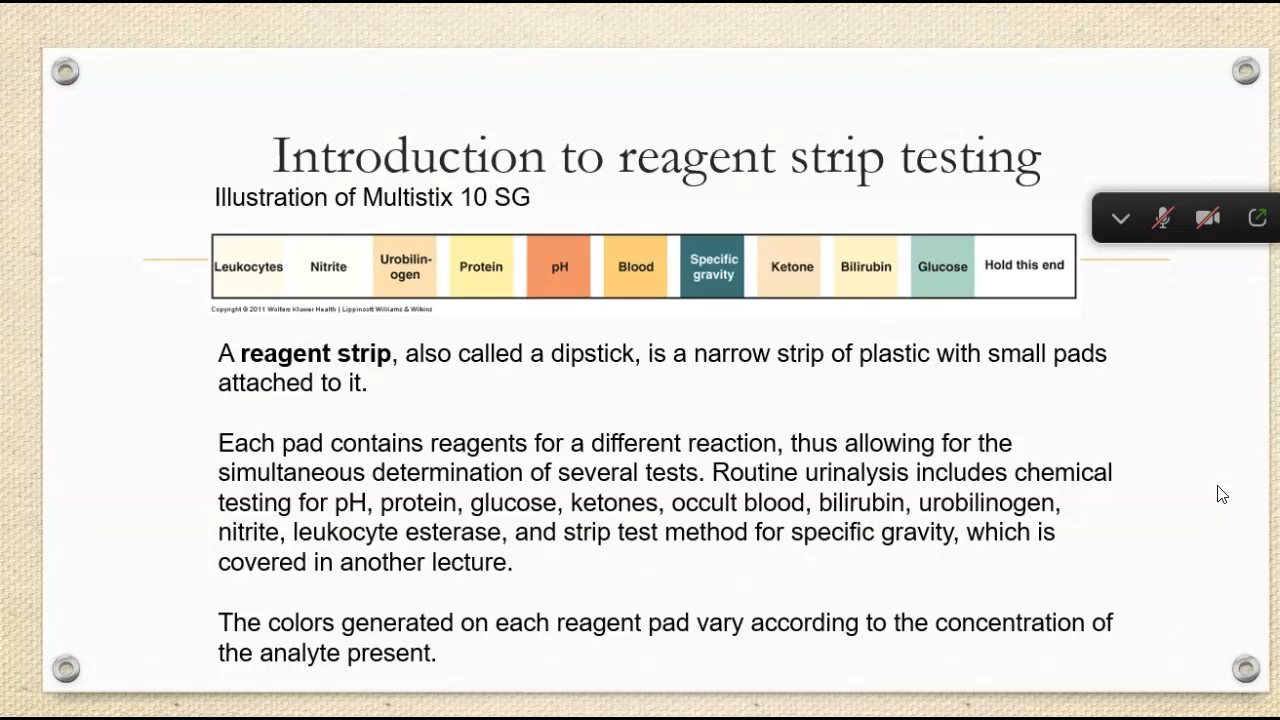 Introduction to reagent strip testing
Illustration of Multistix 10 SG
Leukocytes Nitrite Urobilin-ogen Protein pH Blood Specific gravity Ketone Bilirubin Glucose Hold this end
Copyright © 2011 Wolters Kluwer Health | Lippincott Williams & Wilkins
A reagent strip, also called a dipstick, is a narrow strip of plastic with small pads
attached to it.
Each pad contains reagents for a different reaction, thus allowing for the
simultaneous determination of several tests. Routine urinalysis includes chemical
testing for pH, protein, glucose, ketones, occult blood, bilirubin, urobilinogen,
nitrite, leukocyte esterase, and strip test method for specific gravity, which is
covered in another lecture.
The colors generated on each reagent pad vary according to the concentration of
the analyte present.